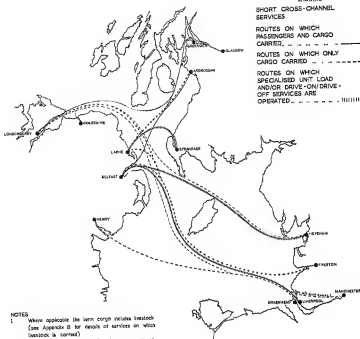 SHORT CROSS-CHANNEL
SERVICES
ROUTES ON WHICH
PASSENGERS AND CARGO
CARRIED
ROUTES ON WHICH ONLY
CARGO CARRIED
ROUTES ON WHICH
SPECIALISED UNIT LOAD
AND/OR DRIVE-ON/DRIVE-
OFF SERVICES ARE
OPERATED
GLASGOW
ARDROSSAN
LONDONDERRY
COLERAINE
STRANRAER
LARNE
BELFAST
NEWRY
HEYSHAM
PRESTON
MANCHESTER
BIRKENHEAD
LIVERPOOL
NOTES
1 Where applicable the term cargo includes livestock
(see Appendix B for details of services on which
livestock is carried)